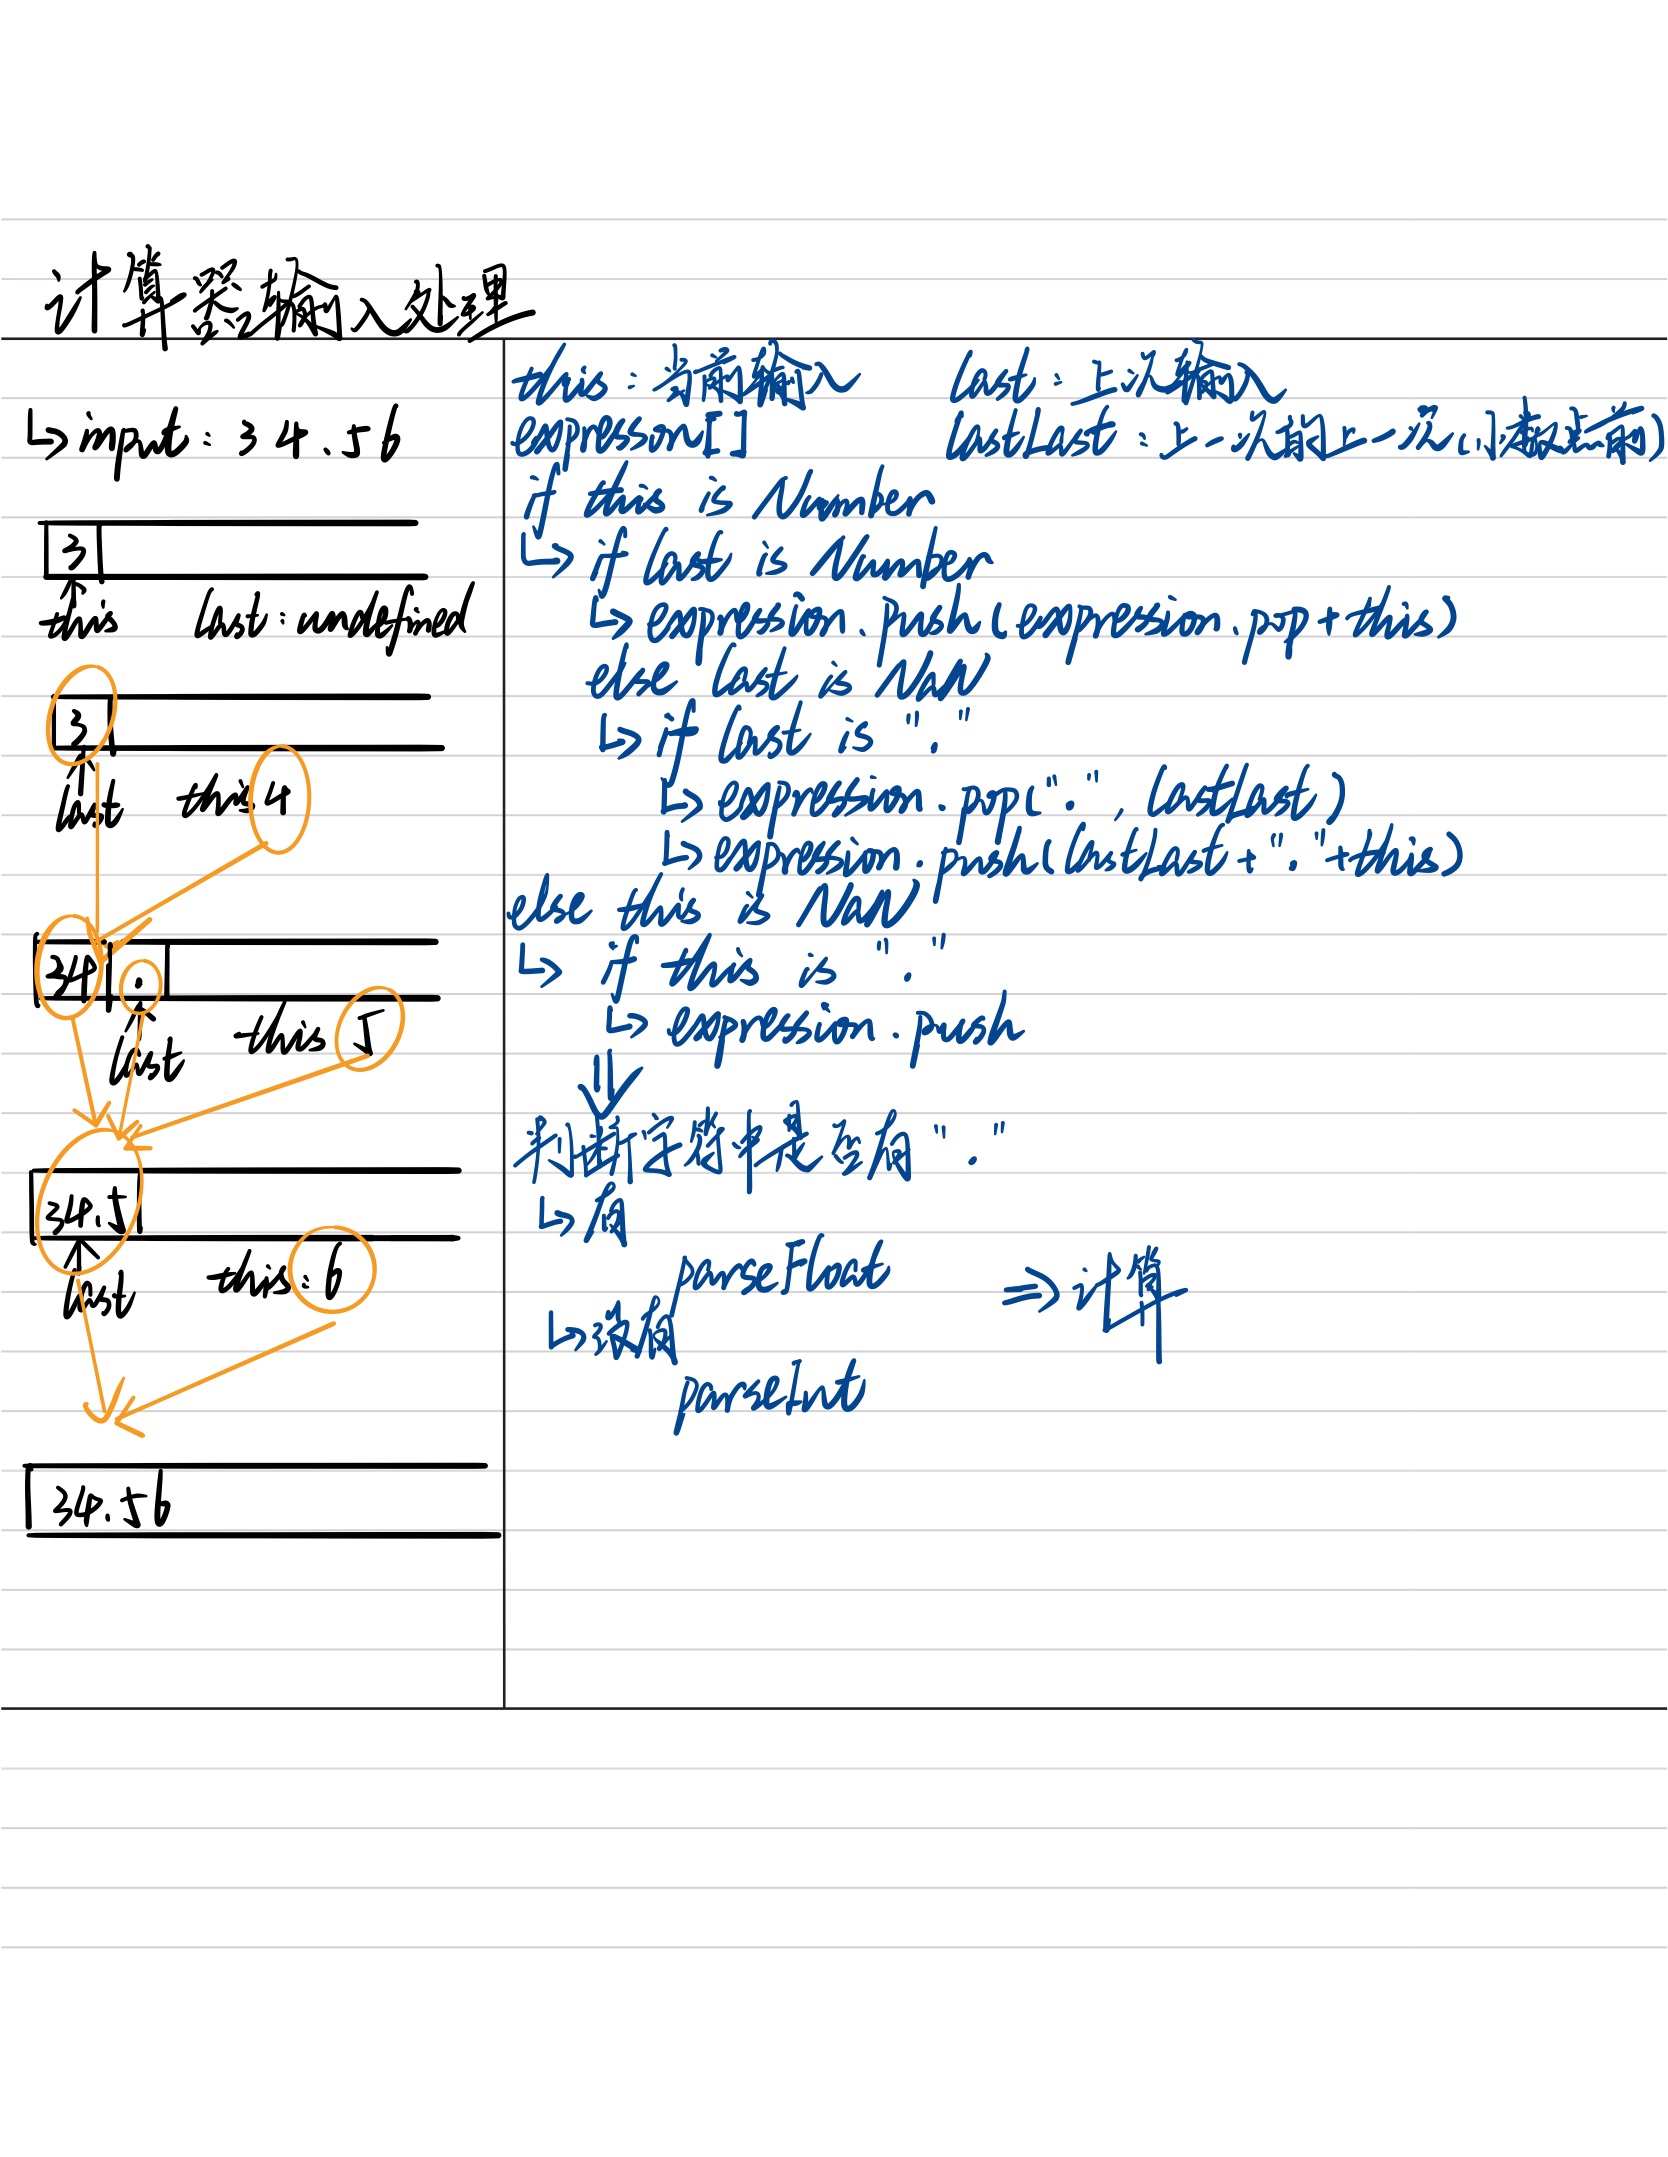 计算器输入处理
↳ input: 34.56
3
this last: undefined
3
last this 4
34 .
last this 5
34.5
last this: 6
34.56
this: 当前输入 last: 上次输入
expresson[] lastLast: 上一次的上一次(小数点前)
if this is Number
↳ if last is Number
↳ expression.push(expression.pop+this)
else last is NaN
↳ if last is "."
↳ expression.pop(".", lastLast)
↳ expression.push(lastLast+"."+this)
else this is NaN
↳ if this is "."
↳ expression.push
⇓
判断字符中是否有"."
↳ 有
parseFloat
⇒ 计算
↳ 没有
parseInt